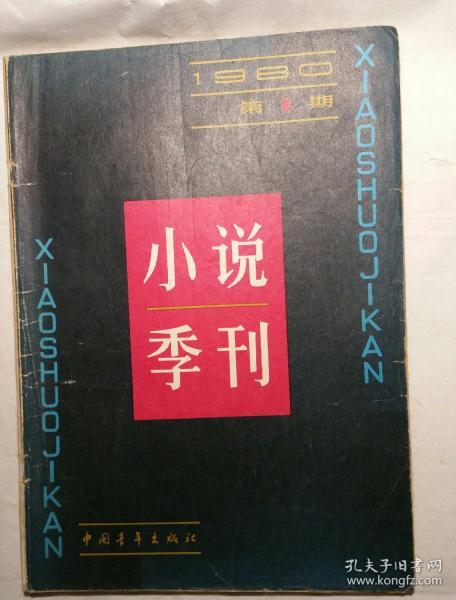 1980
第 期
XIAOSHUOJIKAN
小说
季刊
XIAOSHUOJIKAN
中国青年出版社
孔夫子旧书网
www.kongfz.com